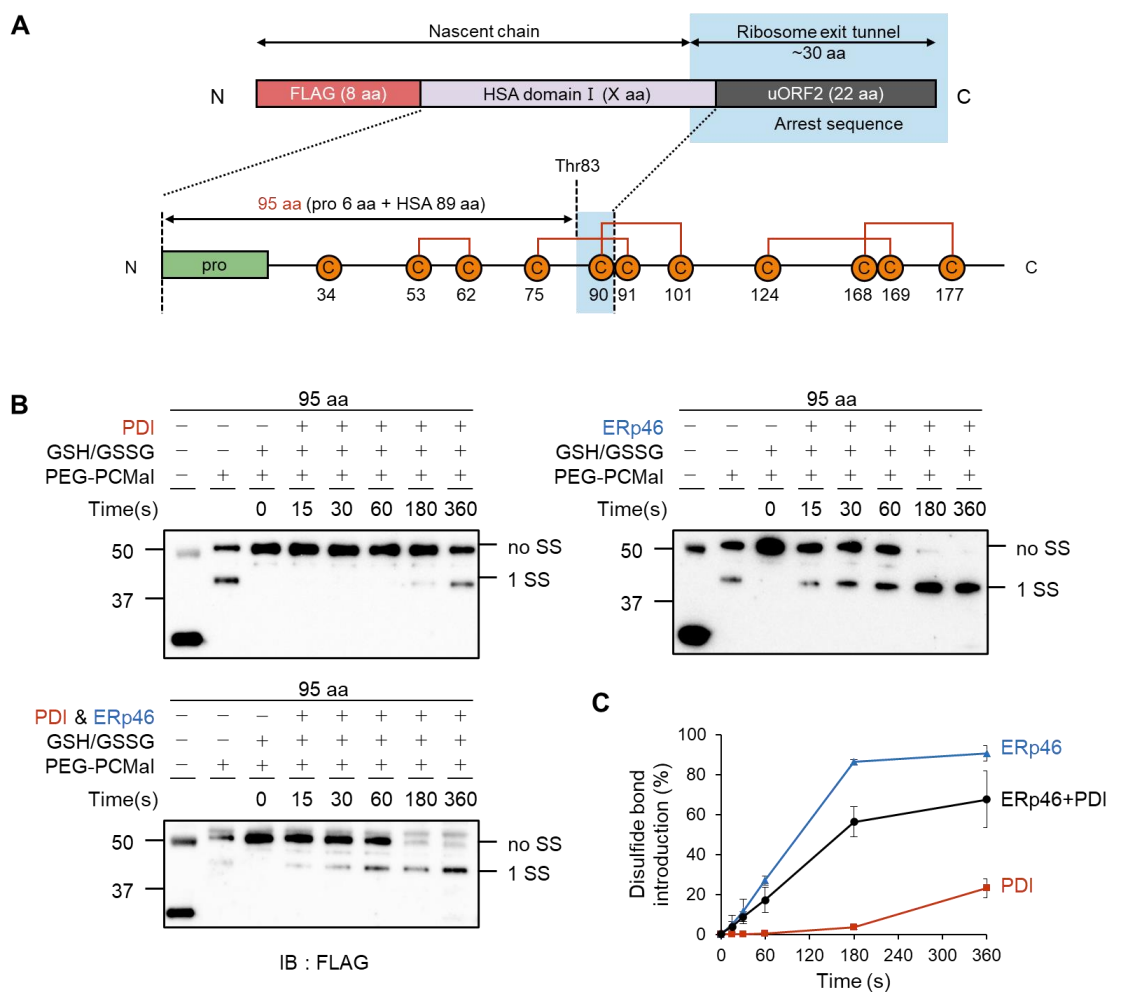 A
Nascent chain
Ribosome exit tunnel
~30 aa
N
FLAG (8 aa)
HSA domain I (X aa)
uORF2 (22 aa)
C
Arrest sequence
Thr83
95 aa (pro 6 aa + HSA 89 aa)
N
pro
C C C C C C C C C C C
C
34 53 62 75 90 91 101 124 168 169 177
B
95 aa
PDI − − − + + + + +
GSH/GSSG − − + + + + + +
PEG-PCMal − + + + + + + +
Time(s) 0 15 30 60 180 360
50
no SS
1 SS
37
95 aa
ERp46 − − − + + + + +
GSH/GSSG − − + + + + + +
PEG-PCMal − + + + + + + +
Time(s) 0 15 30 60 180 360
50
no SS
1 SS
37
95 aa
PDI & ERp46 − − − + + + + +
GSH/GSSG − − + + + + + +
PEG-PCMal − + + + + + + +
Time(s) 0 15 30 60 180 360
50
no SS
1 SS
37
IB : FLAG
C
Disulfide bond
introduction (%)
100
80
60
40
20
0
ERp46
ERp46+PDI
PDI
0 60 120 180 240 300 360
Time (s)